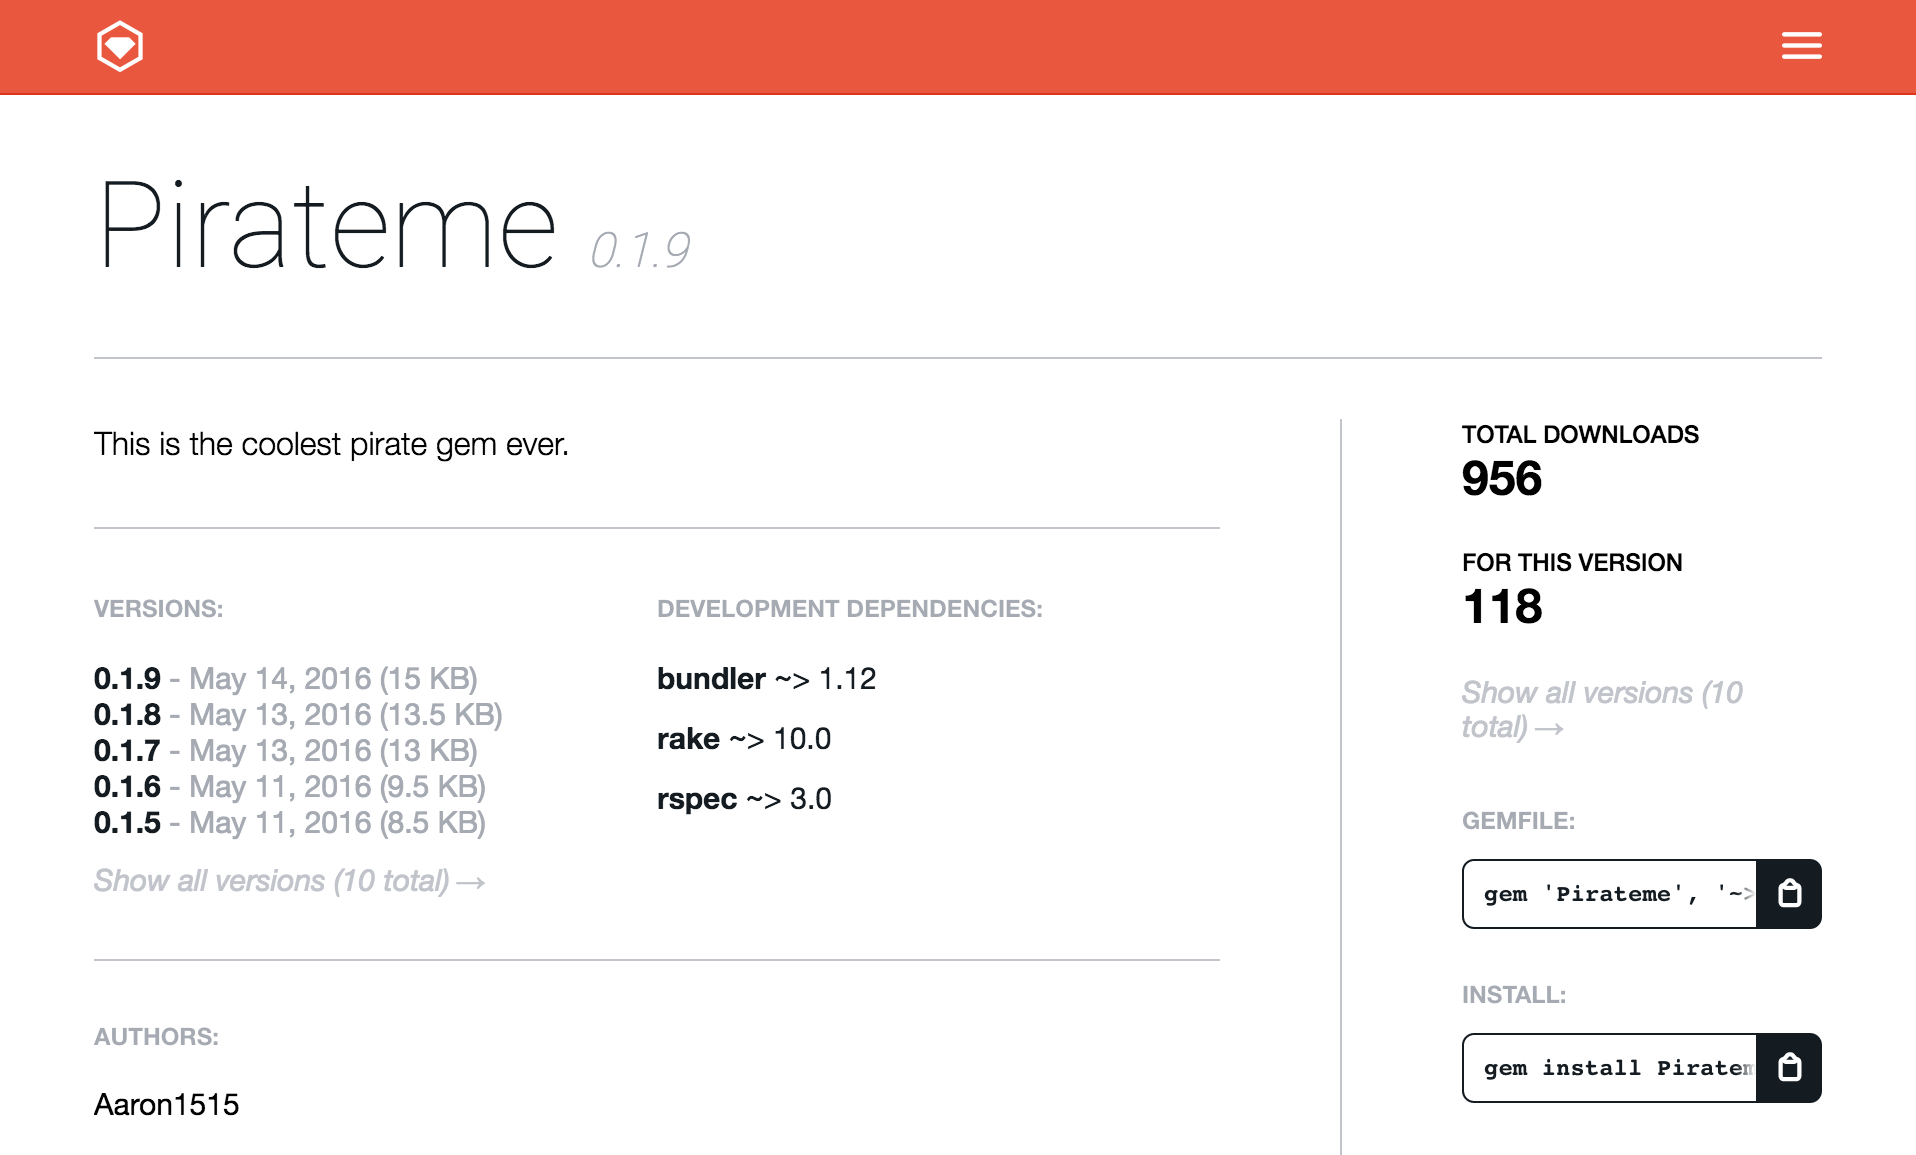 Pirateme 0.1.9
This is the coolest pirate gem ever.
VERSIONS:
0.1.9 - May 14, 2016 (15 KB)
0.1.8 - May 13, 2016 (13.5 KB)
0.1.7 - May 13, 2016 (13 KB)
0.1.6 - May 11, 2016 (9.5 KB)
0.1.5 - May 11, 2016 (8.5 KB)
Show all versions (10 total) →
DEVELOPMENT DEPENDENCIES:
bundler ~> 1.12
rake ~> 10.0
rspec ~> 3.0
AUTHORS:
Aaron1515
TOTAL DOWNLOADS
956
FOR THIS VERSION
118
Show all versions (10
total) →
GEMFILE:
gem 'Pirateme', '~>
INSTALL:
gem install Piratem